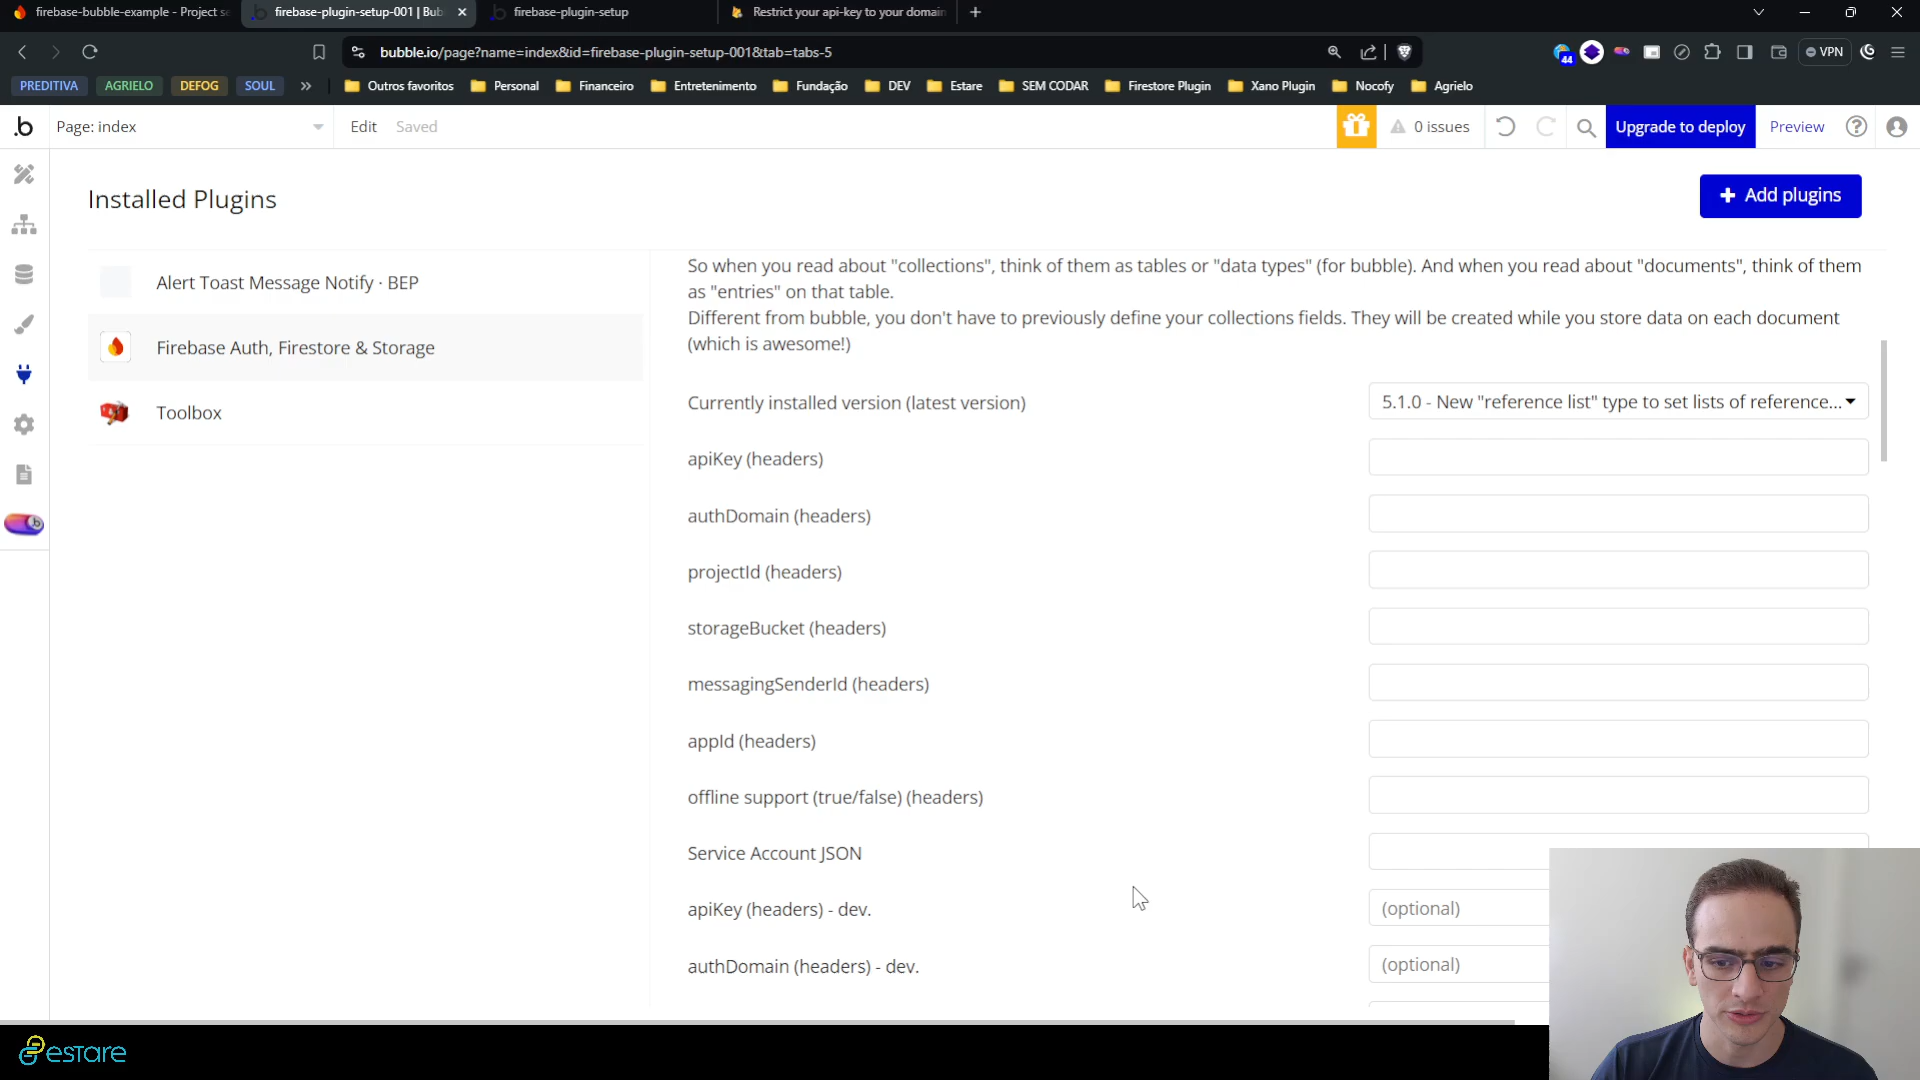 firebase-bubble-example - Project se
firebase-plugin-setup-001 | Bub
firebase-plugin-setup
Restrict your api-key to your domain
bubble.io/page?name=index&id=firebase-plugin-setup-001&tab=tabs-5
44
VPN
PREDITIVA
AGRIELO
DEFOG
SOUL
Outros favoritos
Personal
Financeiro
Entretenimento
Fundação
DEV
Estare
SEM CODAR
Firestore Plugin
Xano Plugin
Nocofy
Agrielo
b
Page: index
Edit
Saved
0 issues
Upgrade to deploy
Preview
Installed Plugins
+ Add plugins
Alert Toast Message Notify · BEP
Firebase Auth, Firestore & Storage
Toolbox
So when you read about "collections", think of them as tables or "data types" (for bubble). And when you read about "documents", think of them
as "entries" on that table.
Different from bubble, you don't have to previously define your collections fields. They will be created while you store data on each document
(which is awesome!)
Currently installed version (latest version)
5.1.0 - New "reference list" type to set lists of reference...
apiKey (headers)
authDomain (headers)
projectId (headers)
storageBucket (headers)
messagingSenderId (headers)
appId (headers)
offline support (true/false) (headers)
Service Account JSON
apiKey (headers) - dev.
(optional)
authDomain (headers) - dev.
(optional)
estare